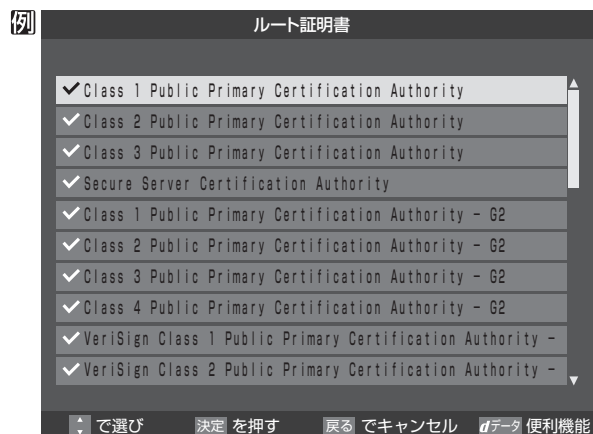 例
ルート証明書
Class 1 Public Primary Certification Authority
Class 2 Public Primary Certification Authority
Class 3 Public Primary Certification Authority
Secure Server Certification Authority
Class 1 Public Primary Certification Authority – G2
Class 2 Public Primary Certification Authority – G2
Class 3 Public Primary Certification Authority – G2
Class 4 Public Primary Certification Authority – G2
VeriSign Class 1 Public Primary Certification Authority –
VeriSign Class 2 Public Primary Certification Authority –
で選び 決定 を押す 戻る でキャンセル dデータ 便利機能